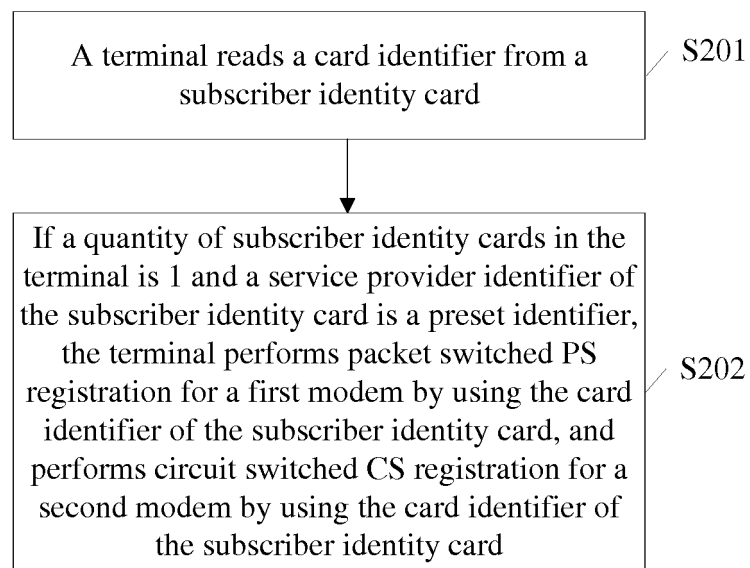 A terminal reads a card identifier from a
subscriber identity card
S201
If a quantity of subscriber identity cards in the
terminal is 1 and a service provider identifier of
the subscriber identity card is a preset identifier,
the terminal performs packet switched PS
registration for a first modem by using the card
identifier of the subscriber identity card, and
performs circuit switched CS registration for a
second modem by using the card identifier of
the subscriber identity card
S202